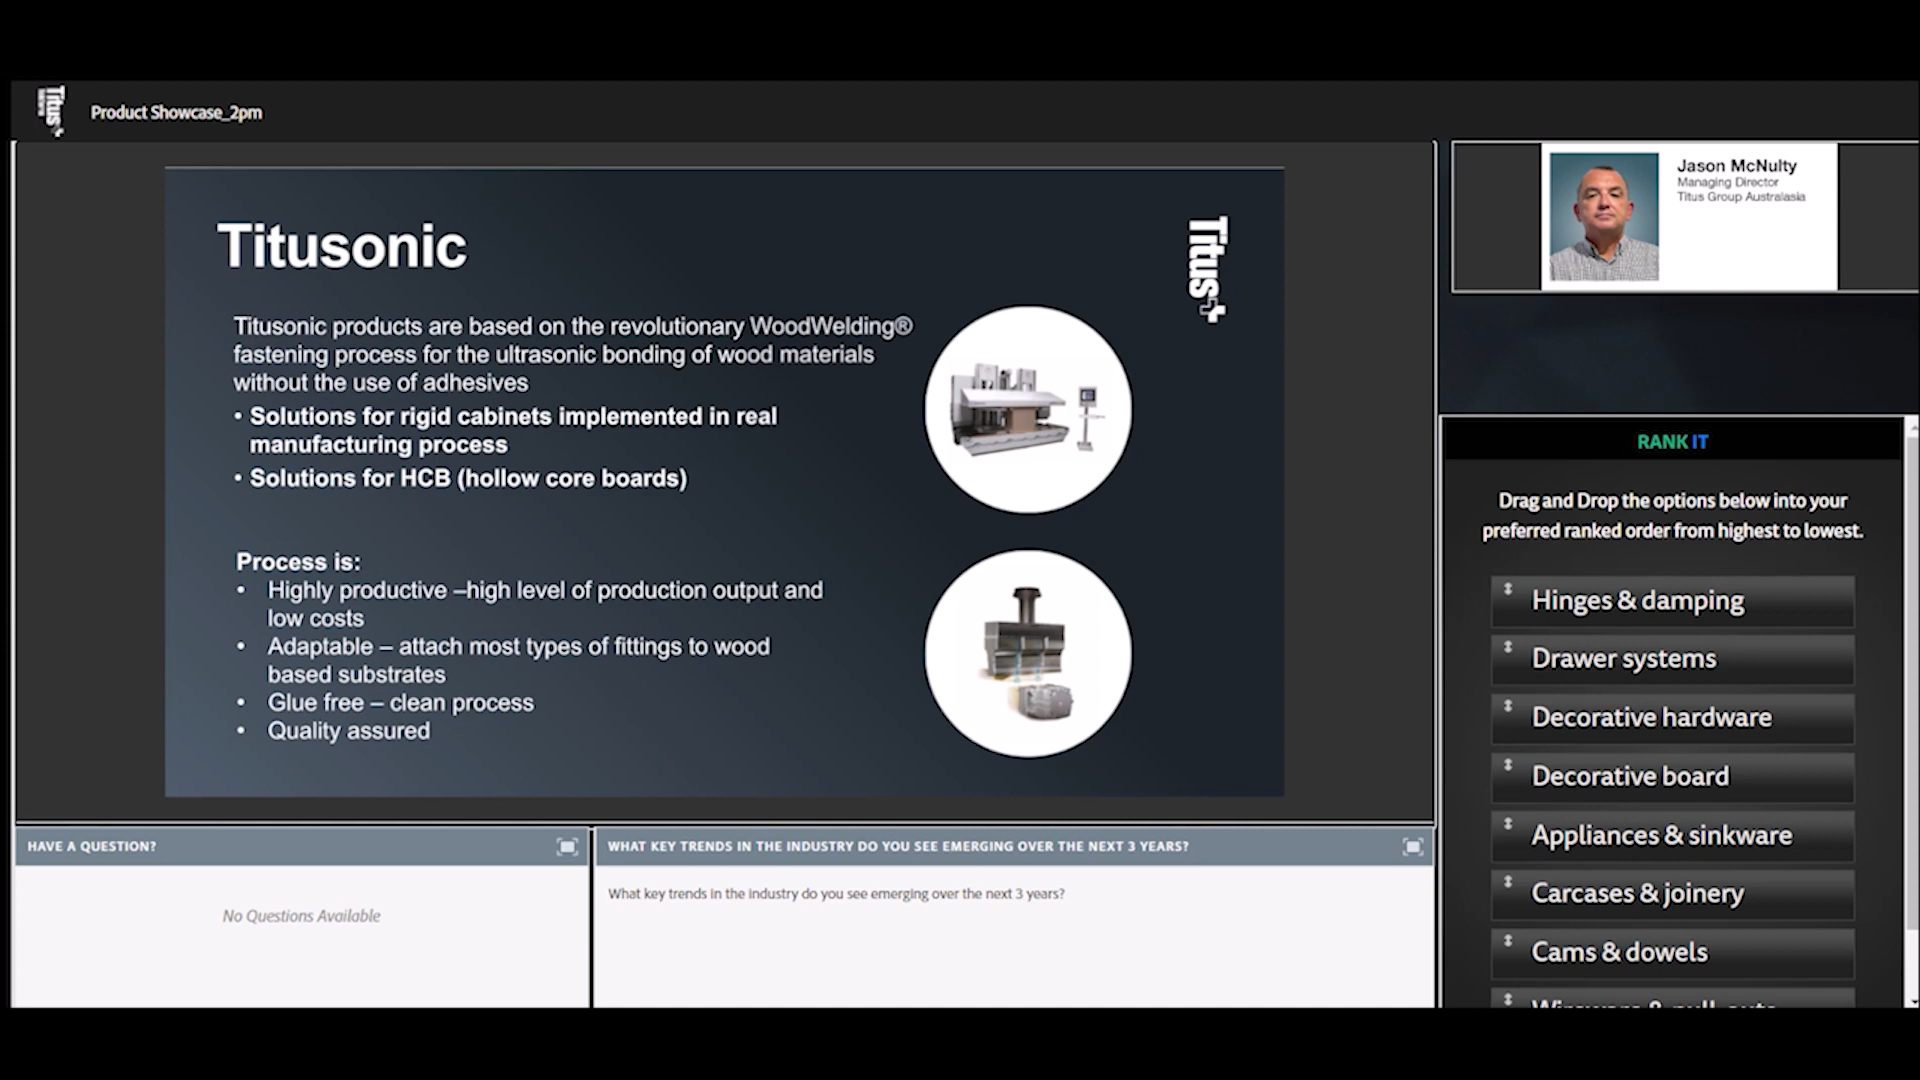 Titus+
Product Showcase_2pm
Titusonic
Titus+
Titusonic products are based on the revolutionary WoodWelding®
fastening process for the ultrasonic bonding of wood materials
without the use of adhesives
• Solutions for rigid cabinets implemented in real
manufacturing process
• Solutions for HCB (hollow core boards)
Process is:
• Highly productive –high level of production output and
low costs
• Adaptable – attach most types of fittings to wood
based substrates
• Glue free – clean process
• Quality assured
Jason McNulty
Managing Director
Titus Group Australasia
RANK IT
Drag and Drop the options below into your
preferred ranked order from highest to lowest.
Hinges & damping
Drawer systems
Decorative hardware
Decorative board
Appliances & sinkware
Carcases & joinery
Cams & dowels
HAVE A QUESTION?
No Questions Available
WHAT KEY TRENDS IN THE INDUSTRY DO YOU SEE EMERGING OVER THE NEXT 3 YEARS?
What key trends in the industry do you see emerging over the next 3 years?